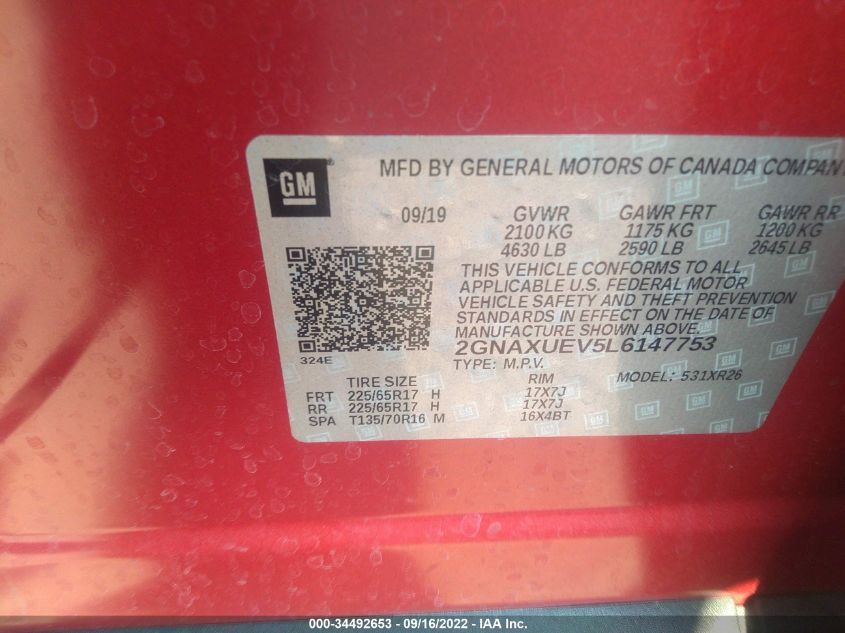 GM
MFD BY GENERAL MOTORS OF CANADA COMPANY
09/19 GVWR GAWR FRT GAWR RR
2100 KG 1175 KG 1200 KG
4630 LB 2590 LB 2645 LB
THIS VEHICLE CONFORMS TO ALL
APPLICABLE U.S. FEDERAL MOTOR
VEHICLE SAFETY AND THEFT PREVENTION
STANDARDS IN EFFECT ON THE DATE OF
MANUFACTURE SHOWN ABOVE.
2GNAXUEV5L6147753
324E
TYPE: M.P.V. MODEL: 531XR26
TIRE SIZE RIM
FRT 225/65R17 H 17X7J
RR 225/65R17 H 17X7J
SPA T135/70R16 M 16X4BT
000-34492653 - 09/16/2022 - IAA Inc.